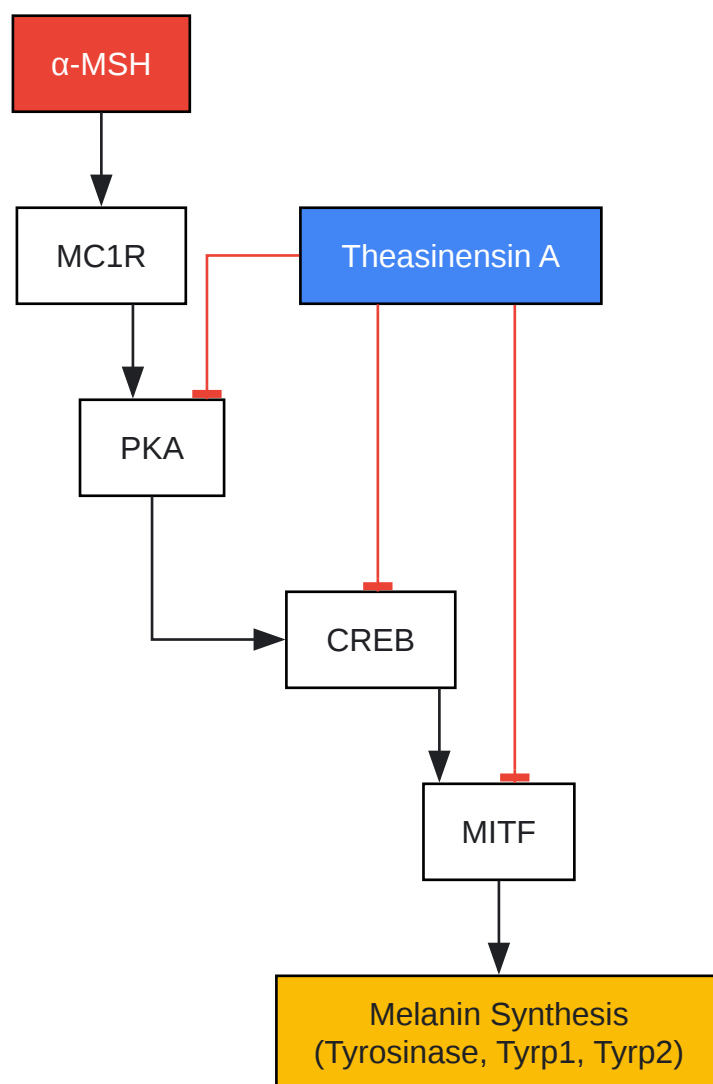 α-MSH
MC1R
Theasinensin A
PKA
CREB
MITF
Melanin Synthesis
(Tyrosinase, Tyrp1, Tyrp2)